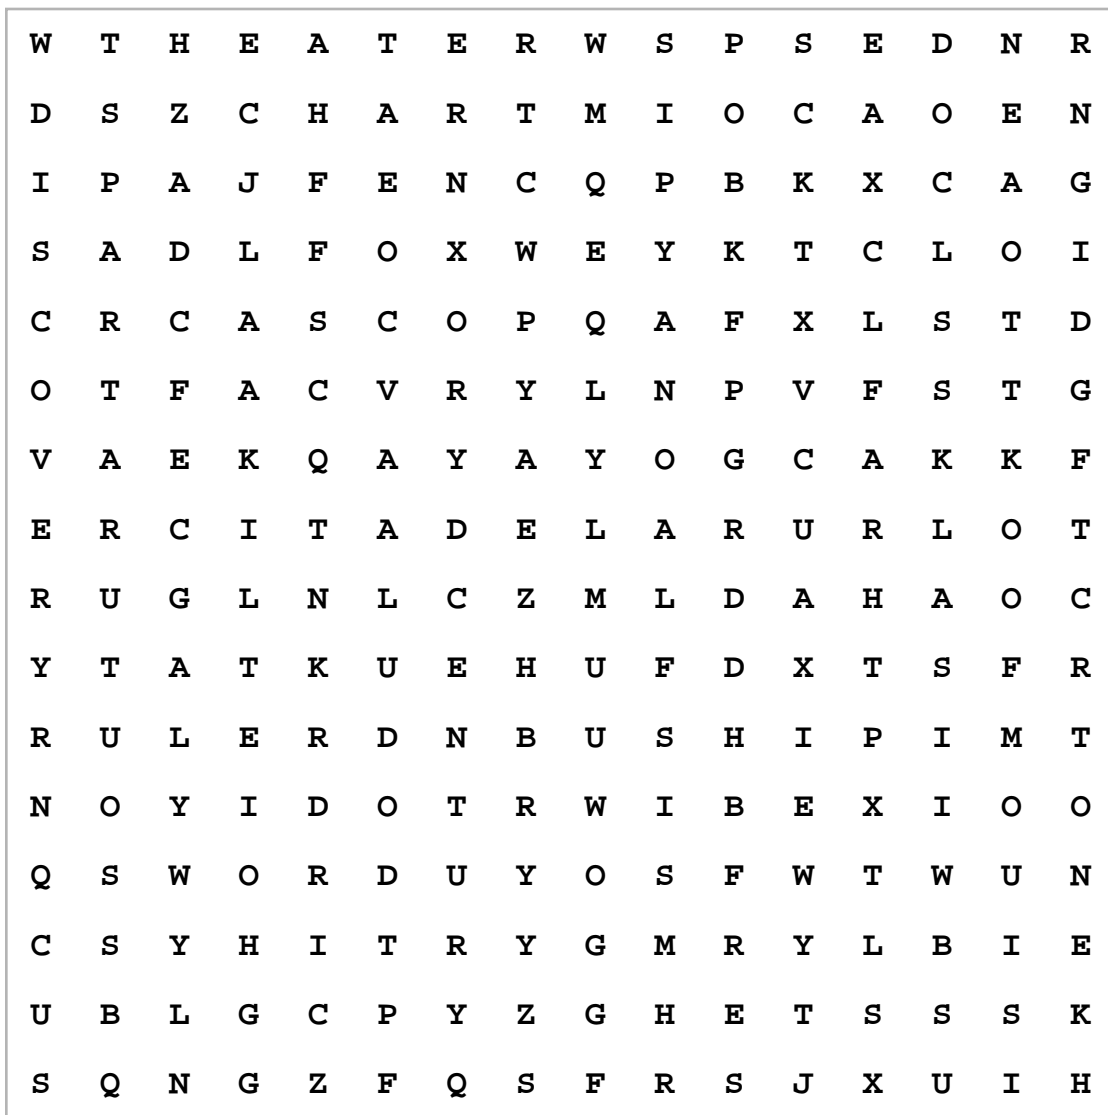 W T H E A T E R W S P S E D N R
D S Z C H A R T M I O C A O E N
I P A J F E N C Q P B K X C A G
S A D L F O X W E Y K T C L O I
C R C A S C O P Q A F X L S T D
O T F A C V R Y L N P V F S T G
V A E K Q A Y A Y O G C A K K F
E R C I T A D E L A R U R L O T
R U G L N L C Z M L D A H A O C
Y T A T K U E H U F D X T S F R
R U L E R D N B U S H I P I M T
N O Y I D O T R W I B E X I O O
Q S W O R D U Y O S F W T W U N
C S Y H I T R Y G M R Y L B I E
U B L G C P Y Z G H E T S S S K
S Q N G Z F Q S F R S J X U I H